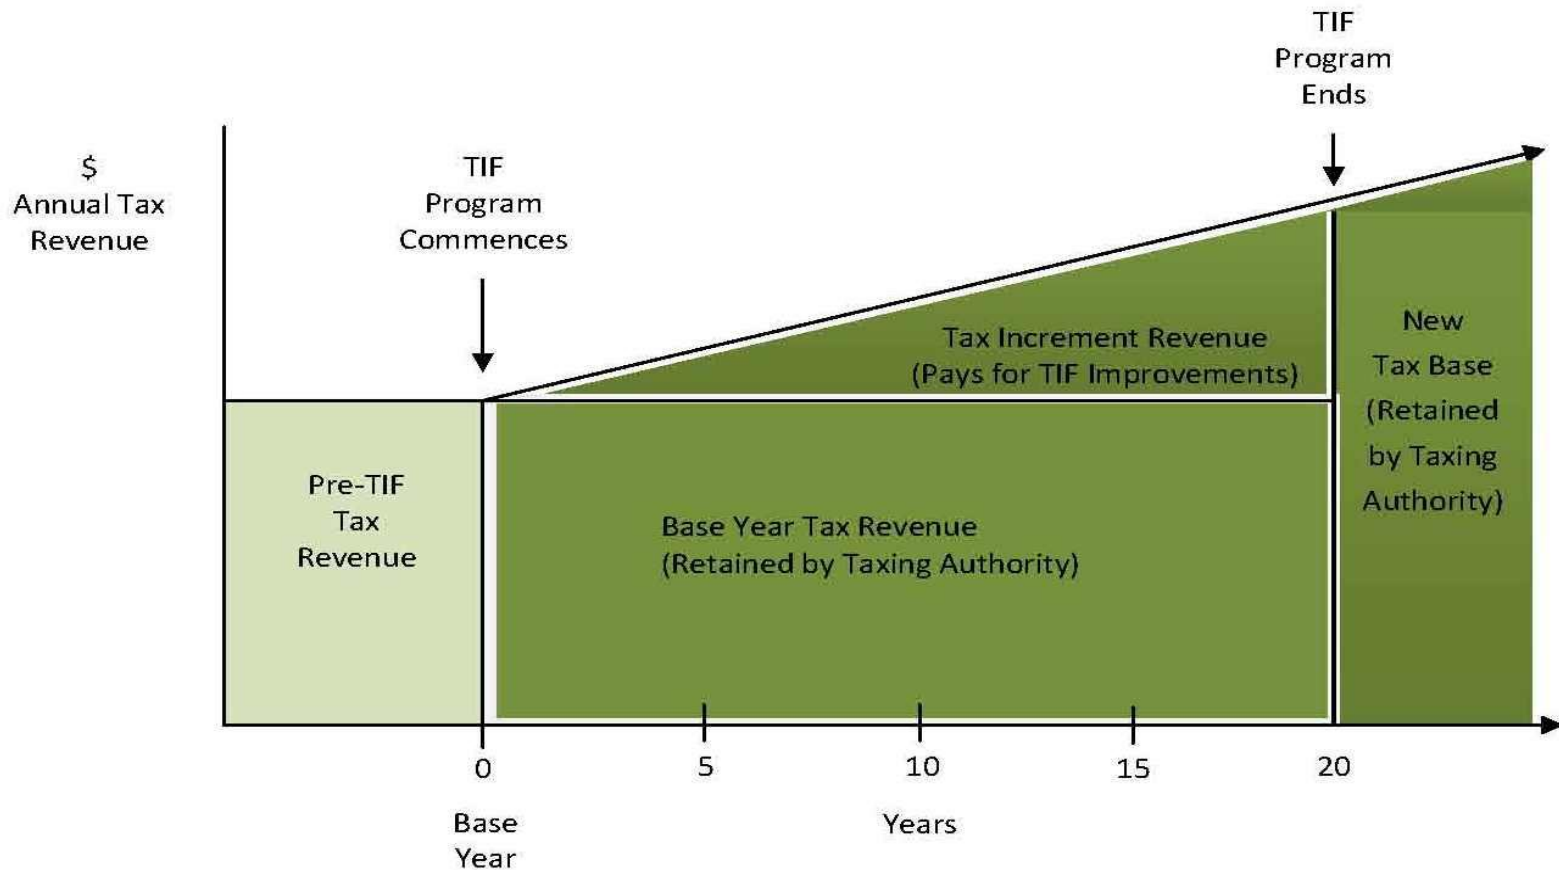 TIF
Program
Ends
$
Annual Tax
Revenue
TIF
Program
Commences
Tax Increment Revenue
(Pays for TIF Improvements)
New
Tax Base
(Retained
by Taxing
Authority)
Pre-TIF
Tax
Revenue
Base Year Tax Revenue
(Retained by Taxing Authority)
0 5 10 15 20
Base
Year
Years